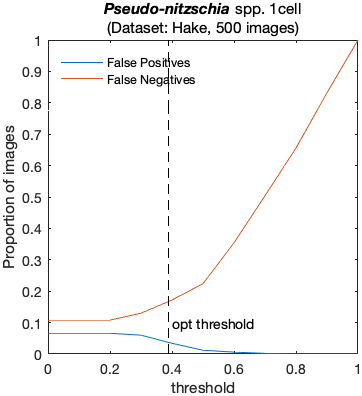 Pseudo-nitzschia spp. 1cell
(Dataset: Hake, 500 images)
1
0.9
0.8
0.7
0.6
0.5
0.4
0.3
0.2
0.1
0
Proportion of images
False Positives
False Negatives
opt threshold
0 0.2 0.4 0.6 0.8 1
threshold